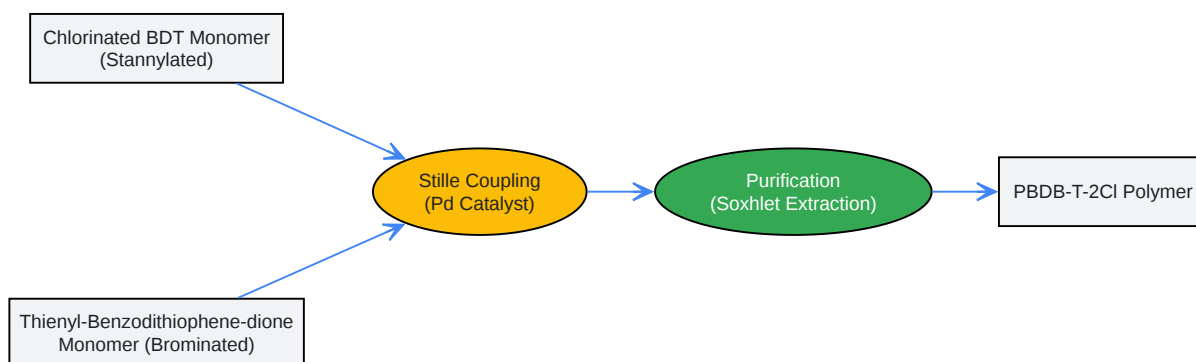 Chlorinated BDT Monomer
(Stannylated)
Stille Coupling
(Pd Catalyst)
Purification
(Soxhlet Extraction)
PBDB-T-2Cl Polymer
Thienyl-Benzodithiophene-dione
Monomer (Brominated)